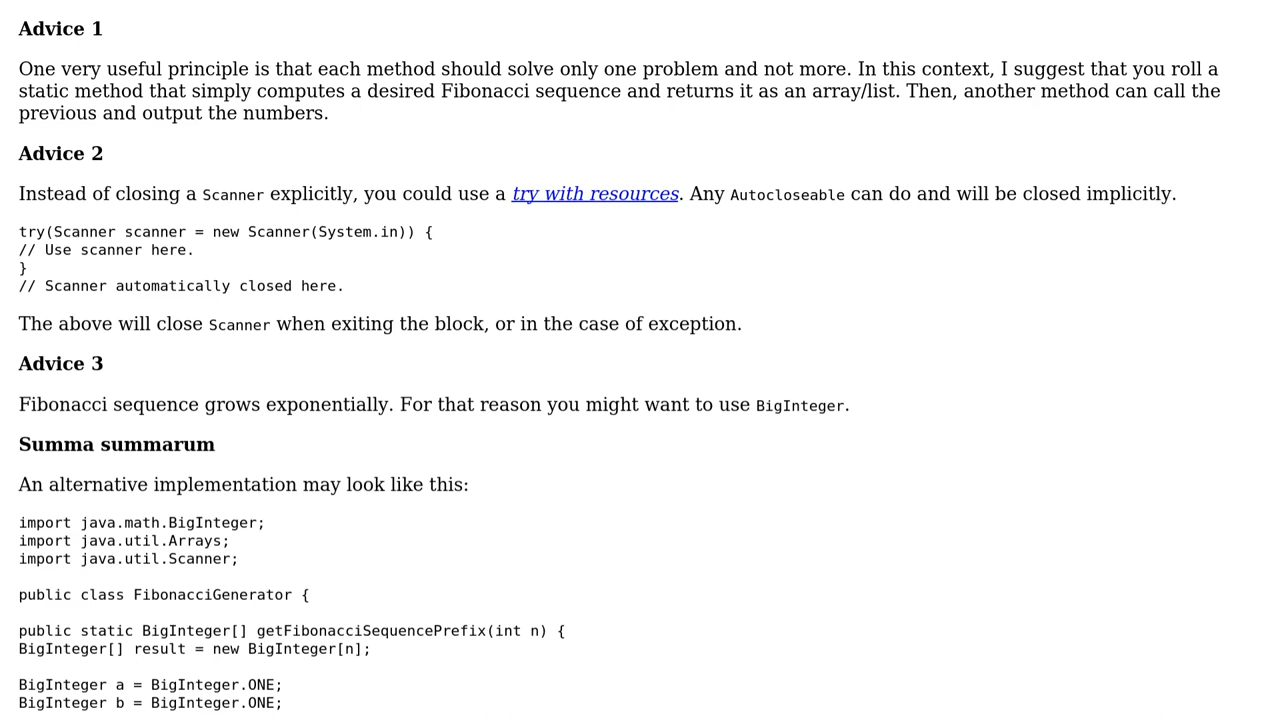 Advice 1
One very useful principle is that each method should solve only one problem and not more. In this context, I suggest that you roll a
static method that simply computes a desired Fibonacci sequence and returns it as an array/list. Then, another method can call the
previous and output the numbers.
Advice 2
Instead of closing a Scanner explicitly, you could use a try with resources. Any Autocloseable can do and will be closed implicitly.
try(Scanner scanner = new Scanner(System.in)) {
// Use scanner here.
}
// Scanner automatically closed here.
The above will close Scanner when exiting the block, or in the case of exception.
Advice 3
Fibonacci sequence grows exponentially. For that reason you might want to use BigInteger.
Summa summarum
An alternative implementation may look like this:
import java.math.BigInteger;
import java.util.Arrays;
import java.util.Scanner;
public class FibonacciGenerator {
public static BigInteger[] getFibonacciSequencePrefix(int n) {
BigInteger[] result = new BigInteger[n];
BigInteger a = BigInteger.ONE;
BigInteger b = BigInteger.ONE;